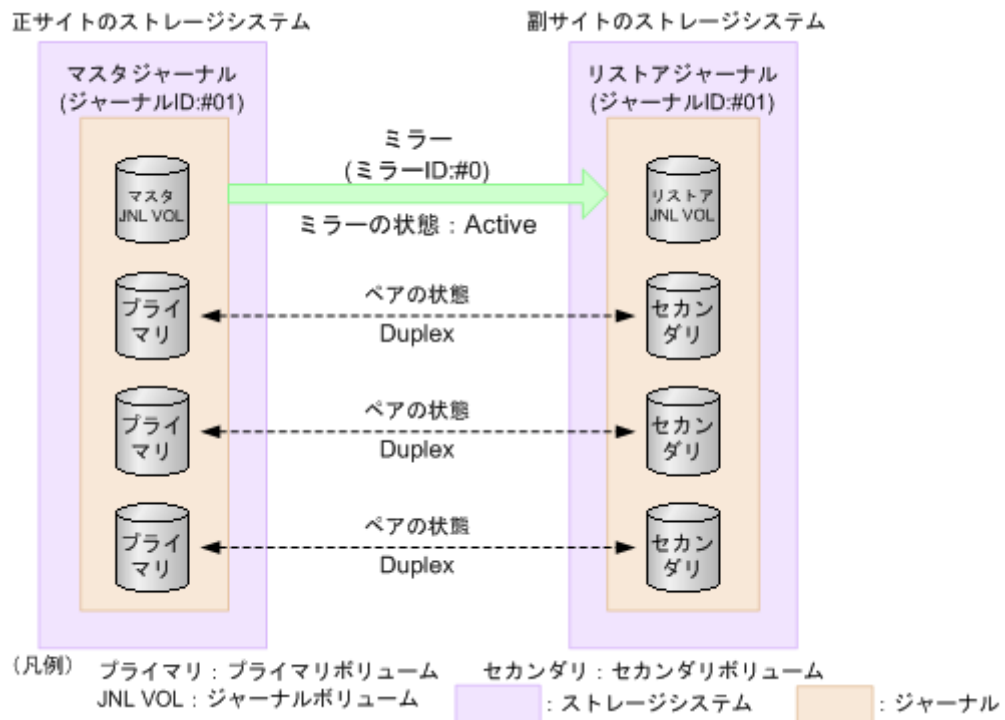 正サイトのストレージシステム
副サイトのストレージシステム
マスタジャーナル
(ジャーナルID:#01)
リストアジャーナル
(ジャーナルID:#01)
ミラー
(ミラーID:#0)
ミラーの状態：Active
マスタ
JNL VOL
リストア
JNL VOL
プライ
マリ
ペアの状態
Duplex
セカン
ダリ
プライ
マリ
ペアの状態
Duplex
セカン
ダリ
プライ
マリ
ペアの状態
Duplex
セカン
ダリ
（凡例） プライマリ：プライマリボリューム セカンダリ：セカンダリボリューム
JNL VOL：ジャーナルボリューム ：ストレージシステム ：ジャーナル